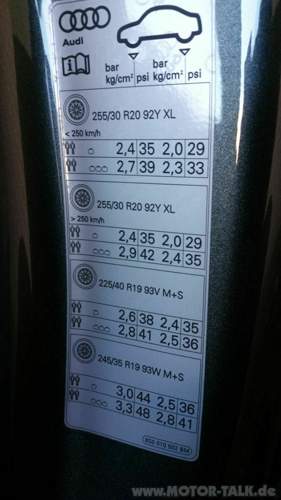 Audi
bar psi bar psi
kg/cm² kg/cm²
255/30 R20 92Y XL
< 250 km/h
2,4 35 2,0 29
2,7 39 2,3 33
255/30 R20 92Y XL
> 250 km/h
2,4 35 2,0 29
2,9 42 2,4 35
225/40 R19 93V M+S
2,6 38 2,4 35
2,8 41 2,5 36
245/35 R19 93W M+S
3,0 44 2,5 36
3,3 48 2,8 41
www.MOTOR-TALK.de